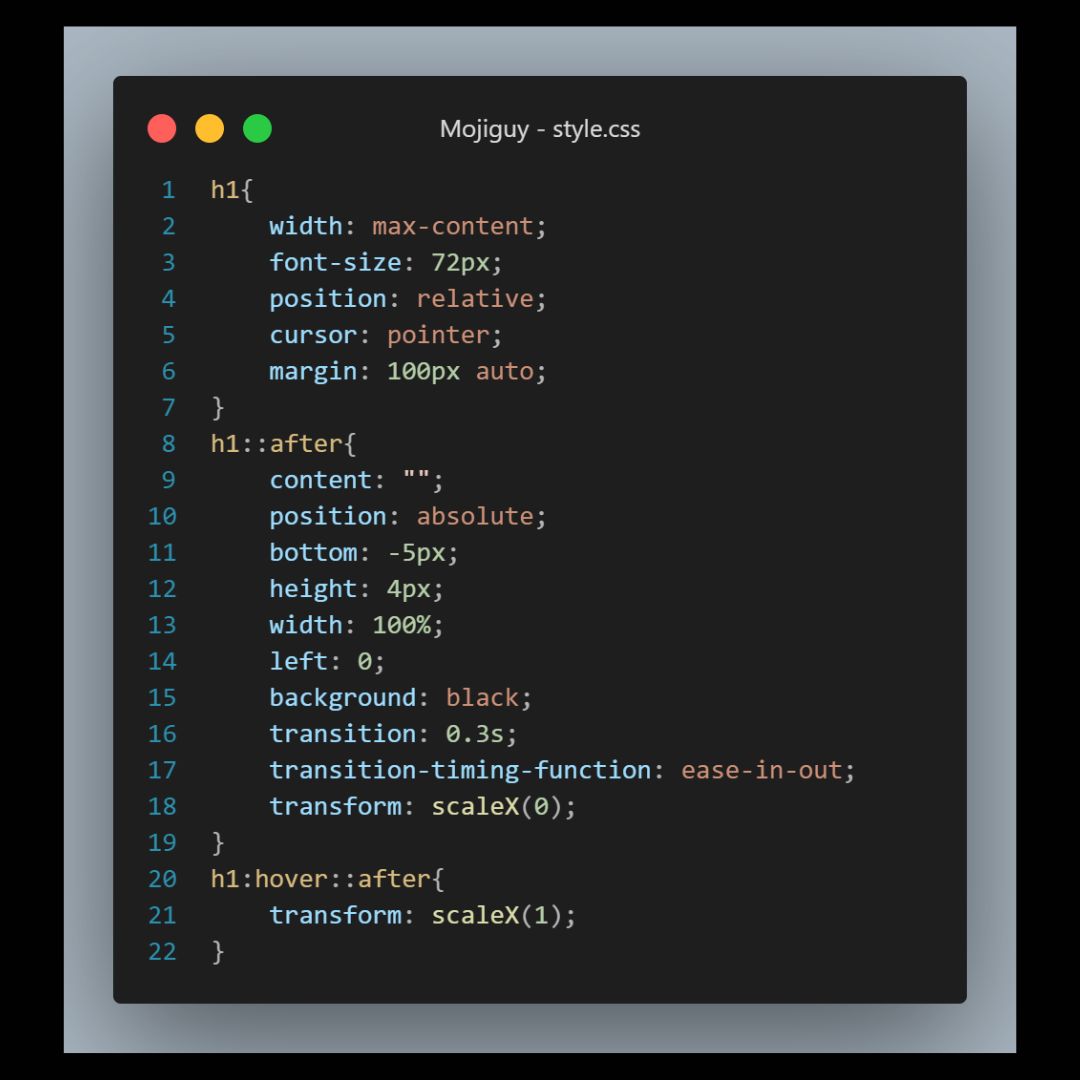 Mojiguy - style.css
1 h1{
2     width: max-content;
3     font-size: 72px;
4     position: relative;
5     cursor: pointer;
6     margin: 100px auto;
7 }
8 h1::after{
9     content: "";
10     position: absolute;
11     bottom: -5px;
12     height: 4px;
13     width: 100%;
14     left: 0;
15     background: black;
16     transition: 0.3s;
17     transition-timing-function: ease-in-out;
18     transform: scaleX(0);
19 }
20 h1:hover::after{
21     transform: scaleX(1);
22 }